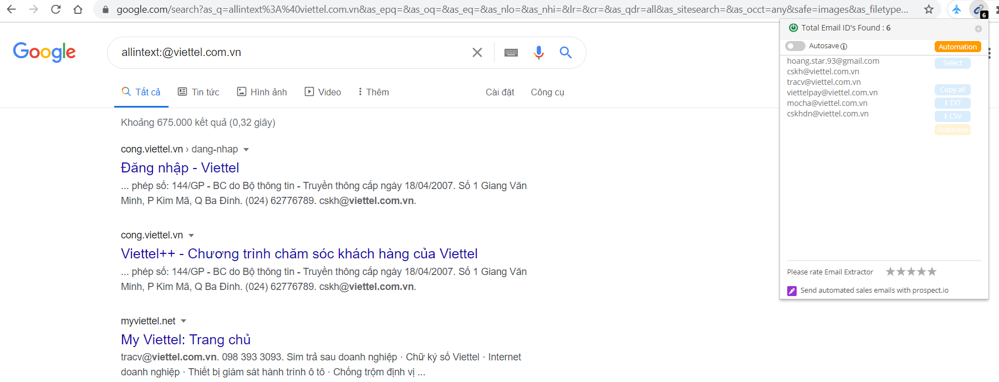 google.com/search?as_q=allintext%3A%40viettel.com.vn&as_epq=&as_oq=&as_eq=&as_nlo=&as_nhi=&lr=&cr=&as_qdr=all&as_sitesearch=&as_occt=any&safe=images&as_filetype...
6
Total Email ID's Found : 6
Autosave
Automation
hoang.star.93@gmail.com
Select
cskh@viettel.com.vn
tracv@viettel.com.vn
viettelpay@viettel.com.vn
Copy all
mocha@viettel.com.vn
⬇ TXT
cskhdn@viettel.com.vn
⬇ CSV
Autosave
Please rate Email Extractor ★★★★★
Send automated sales emails with prospect.io
Google
allintext:@viettel.com.vn
Tất cả Tin tức Hình ảnh Video Thêm Cài đặt Công cụ
Khoảng 675.000 kết quả (0,32 giây)
cong.viettel.vn › dang-nhap
Đăng nhập - Viettel
... phép số: 144/GP - BC do Bộ thông tin - Truyền thông cấp ngày 18/04/2007. Số 1 Giang Văn
Minh, P Kim Mã, Q Ba Đình. (024) 62776789. cskh@viettel.com.vn.
cong.viettel.vn
Viettel++ - Chương trình chăm sóc khách hàng của Viettel
... phép số: 144/GP - BC do Bộ thông tin - Truyền thông cấp ngày 18/04/2007. Số 1 Giang Văn
Minh, P Kim Mã, Q Ba Đình. (024) 62776789. cskh@viettel.com.vn.
myviettel.net
My Viettel: Trang chủ
tracv@viettel.com.vn. 098 393 3093. Sim trả sau doanh nghiệp · Chữ ký số Viettel · Internet
doanh nghiệp · Thiết bị giám sát hành trình ô tô · Chống trộm định vị ...